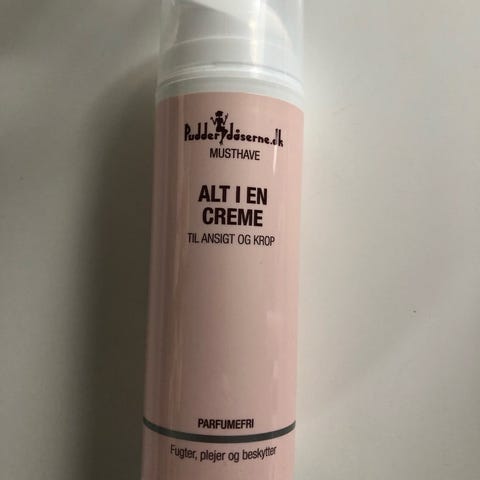 Pudderdåserne.dk
MUSTHAVE
ALT I EN
CREME
TIL ANSIGT OG KROP
PARFUMEFRI
Fugter, plejer og beskytter